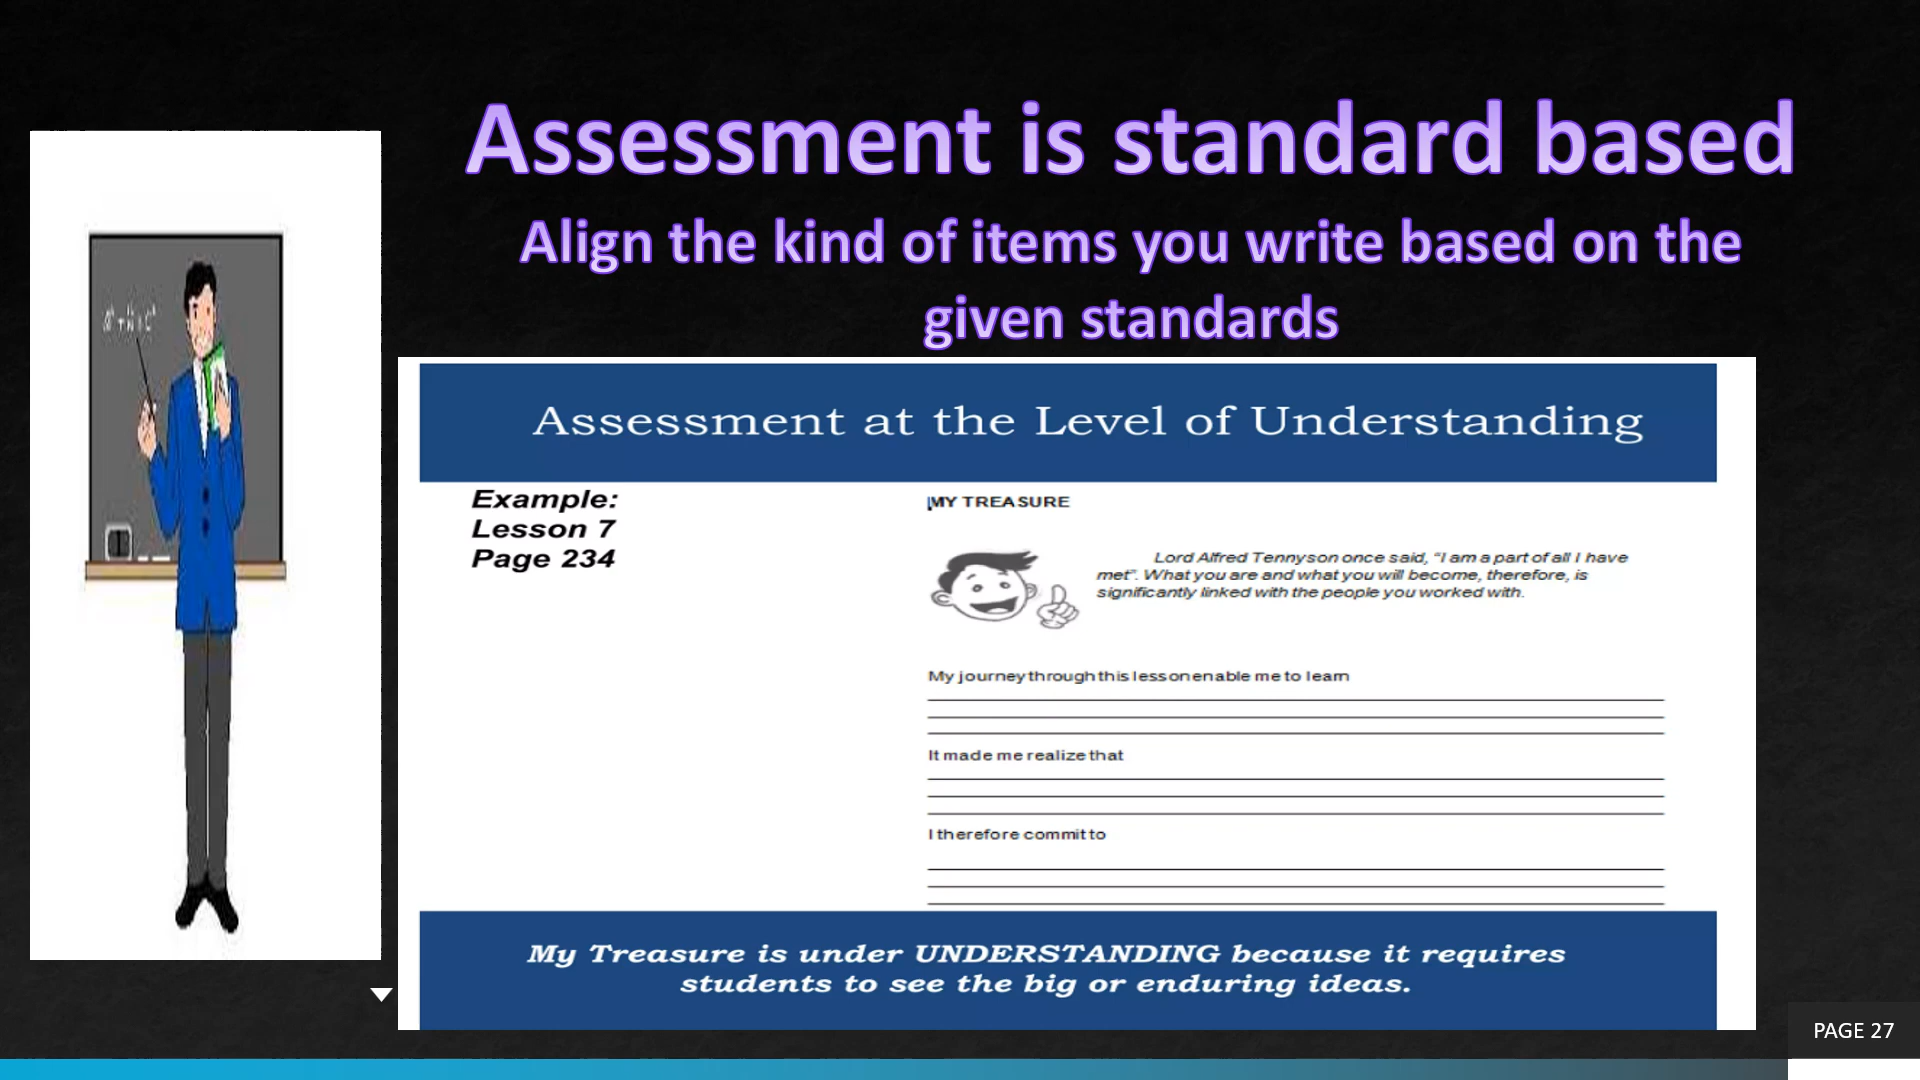 Assessment is standard based
Align the kind of items you write based on the
given standards
Assessment at the Level of Understanding
Example:
Lesson 7
Page 234
MY TREASURE
Lord Alfred Tennyson once said, “I am a part of all I have
met”. What you are and what you will become, therefore, is
significantly linked with the people you worked with.
My journey through this lesson enable me to learn
It made me realize that
I therefore commit to
My Treasure is under UNDERSTANDING because it requires
students to see the big or enduring ideas.
PAGE 27